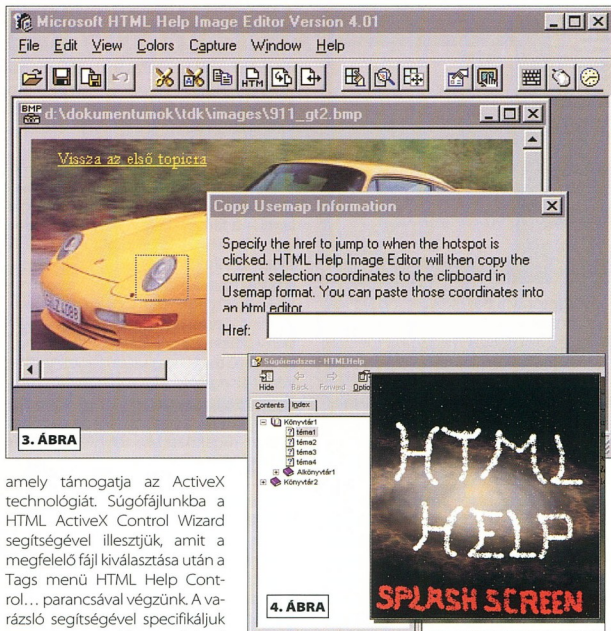 Microsoft HTML Help Image Editor Version 4.01
File Edit View Colors Capture Window Help
BMP
d:\dokumentumok\tdk\images\911_gt2.bmp
Vissza az első topicra
Copy Usemap Information
Specify the href to jump to when the hotspot is
clicked. HTML Help Image Editor will then copy the
current selection coordinates to the clipboard in
Usemap format. You can paste those coordinates into
an html editor
Href:
Súgórendszer - HTMLHelp
Hide Back Forward
Contents Index
Könyvtár1
téma1
téma2
téma3
téma4
Alkönyvtár1
Könyvtár2
HTML
HELP
SPLASH SCREEN
3. ÁBRA
4. ÁBRA
amely támogatja az ActiveX
technológiát. Súgófájlunkba a
HTML ActiveX Control Wizard
segítségével illesztjük, amit a
megfelelő fájl kiválasztása után a
Tags menü HTML Help Cont-
rol… parancsával végzünk. A va-
rázsló segítségével specifikáljuk